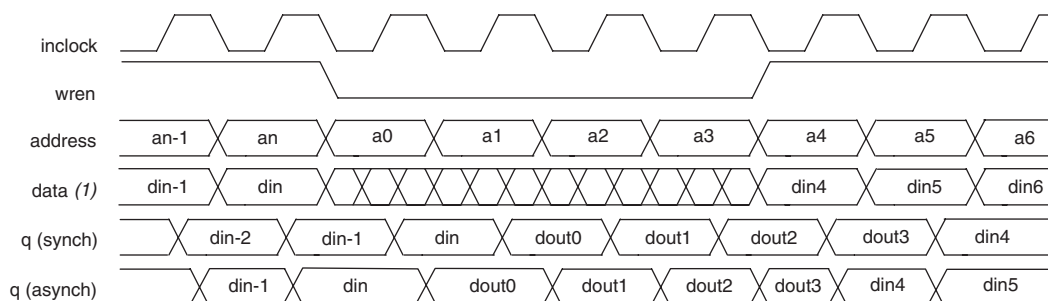 inclock
wren
address an-1 an a0 a1 a2 a3 a4 a5 a6
data (1) din-1 din din4 din5 din6
q (synch) din-2 din-1 din dout0 dout1 dout2 dout3 din4
q (asynch) din-1 din dout0 dout1 dout2 dout3 din4 din5